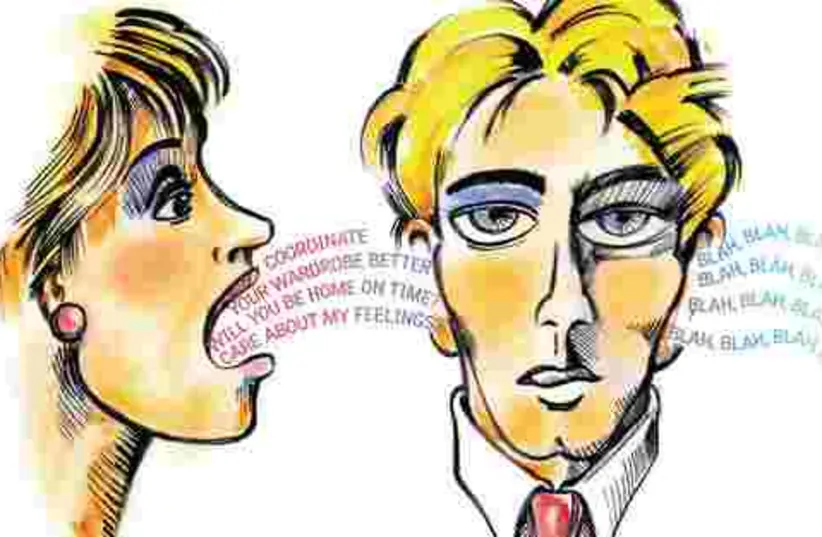 COORDINATE
YOUR WARDROBE BETTER
WILL YOU BE HOME ON TIME?
CARE ABOUT MY FEELINGS
BLAH, BLAH, BLA
BLAH, BLAH, BLAH
BLAH, BLAH, BLAH
BLAH, BLAH, BLAH,